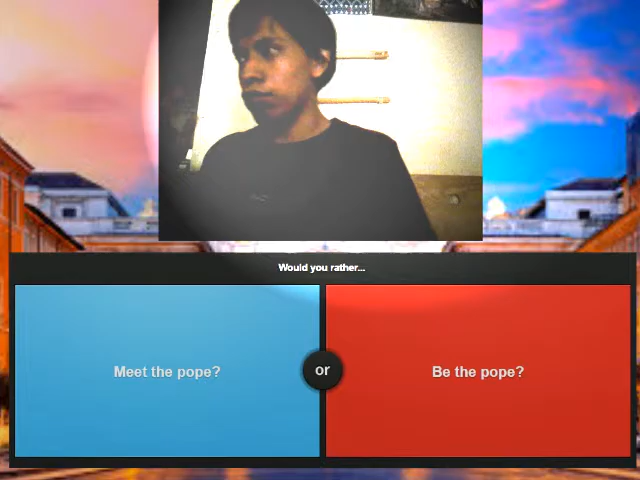 Would you rather...
Meet the pope?
or
Be the pope?